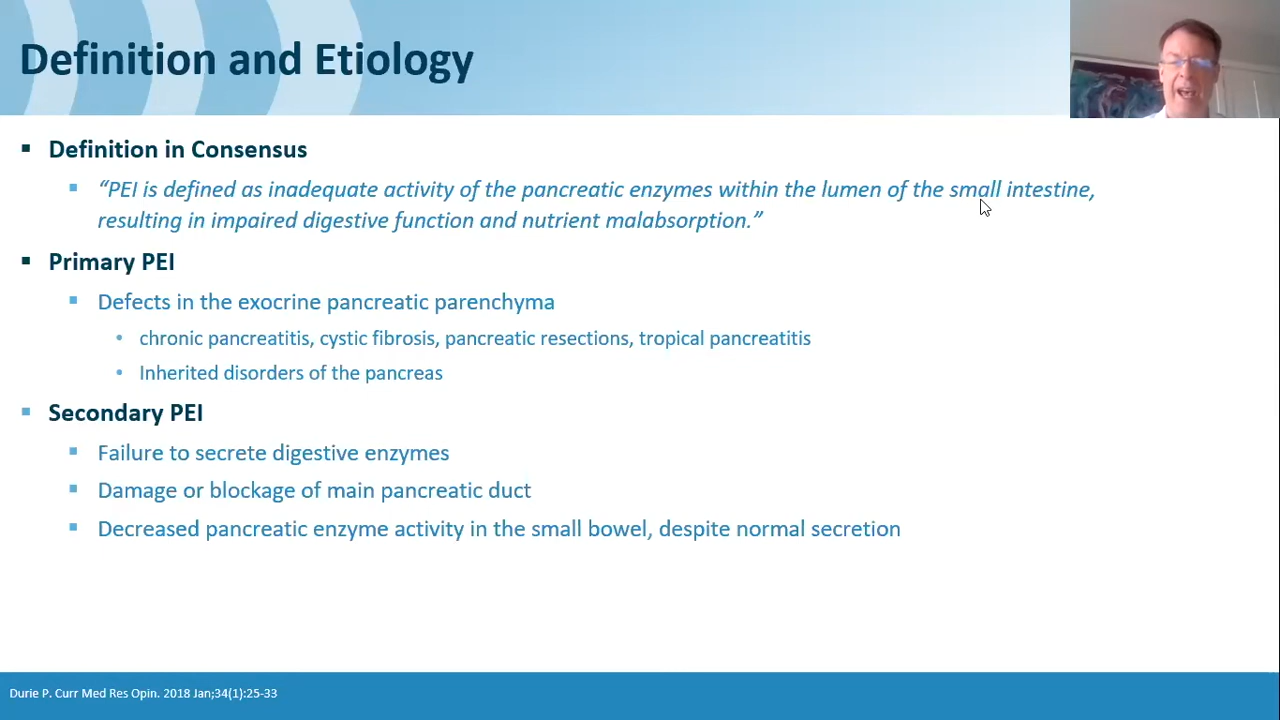 Definition and Etiology
Definition in Consensus
“PEI is defined as inadequate activity of the pancreatic enzymes within the lumen of the small intestine,
resulting in impaired digestive function and nutrient malabsorption.”
Primary PEI
Defects in the exocrine pancreatic parenchyma
chronic pancreatitis, cystic fibrosis, pancreatic resections, tropical pancreatitis
Inherited disorders of the pancreas
Secondary PEI
Failure to secrete digestive enzymes
Damage or blockage of main pancreatic duct
Decreased pancreatic enzyme activity in the small bowel, despite normal secretion
Durie P. Curr Med Res Opin. 2018 Jan;34(1):25-33